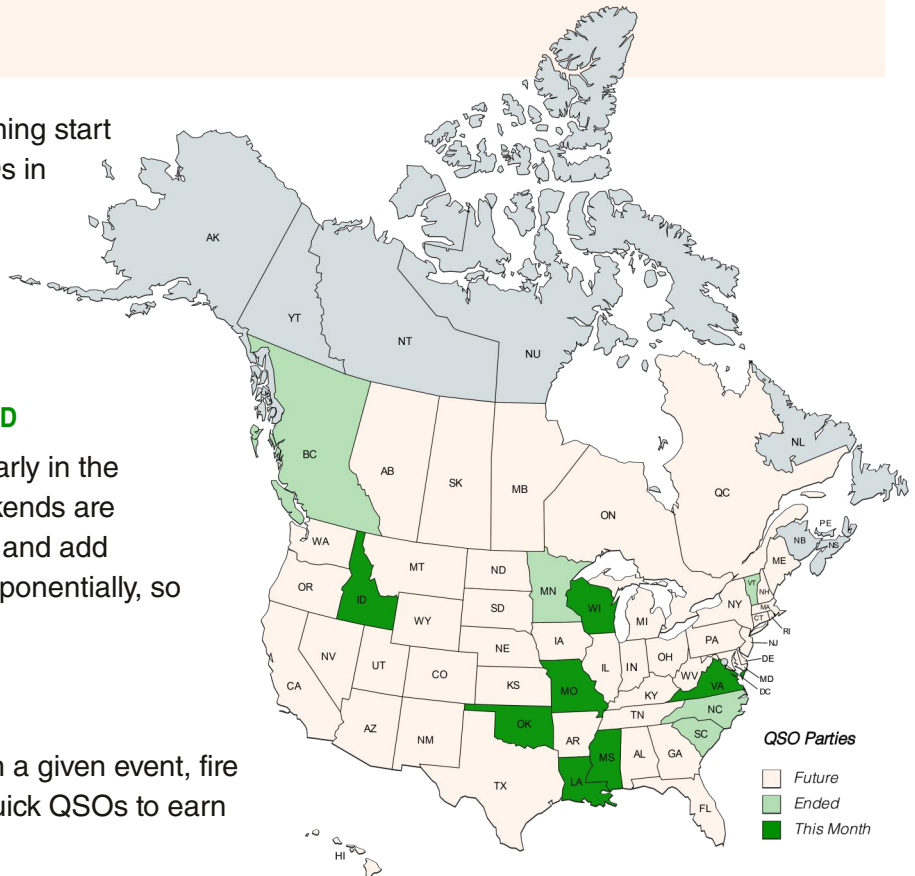 ning start
s in
D
arly in the
kends are
and add
ponentially, so
n a given event, fire
uick QSOs to earn
AK
YT
NT
NU
BC
AB
SK
MB
ON
QC
NL
NB
PE
NS
WA
MT
ND
MN
WI
MI
NY
VT
NH
ME
MA
CT
RI
OR
ID
WY
SD
IA
NE
IL
IN
OH
PA
NJ
DE
MD
DC
WV
VA
NV
UT
CO
KS
MO
KY
CA
AZ
NM
OK
AR
TN
NC
SC
TX
LA
MS
AL
GA
FL
HI
QSO Parties
Future
Ended
This Month